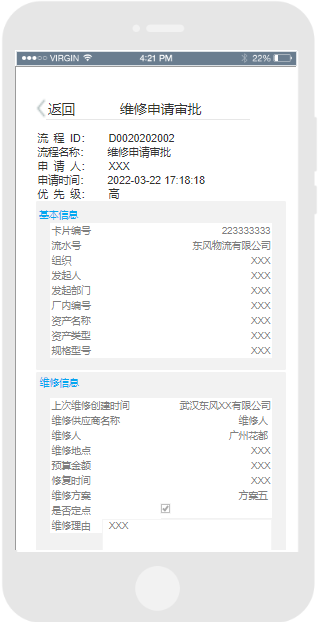 VIRGIN 4:21 PM 22%
返回 维修申请审批
流 程 ID： D0020202002
流程名称： 维修申请审批
申 请 人： XXX
申请时间： 2022-03-22 17:18:18
优 先 级： 高
基本信息
卡片编号 223333333
流水号 东风物流有限公司
组织 XXX
发起人 XXX
发起部门 XXX
厂内编号 XXX
资产名称 XXX
资产类型 XXX
规格型号 XXX
维修信息
上次维修创建时间 武汉东风XX有限公司
维修供应商名称 维修人
维修人 广州花都
维修地点 XXX
预算金额 XXX
修复时间 XXX
维修方案 方案五
是否定点
维修理由 XXX